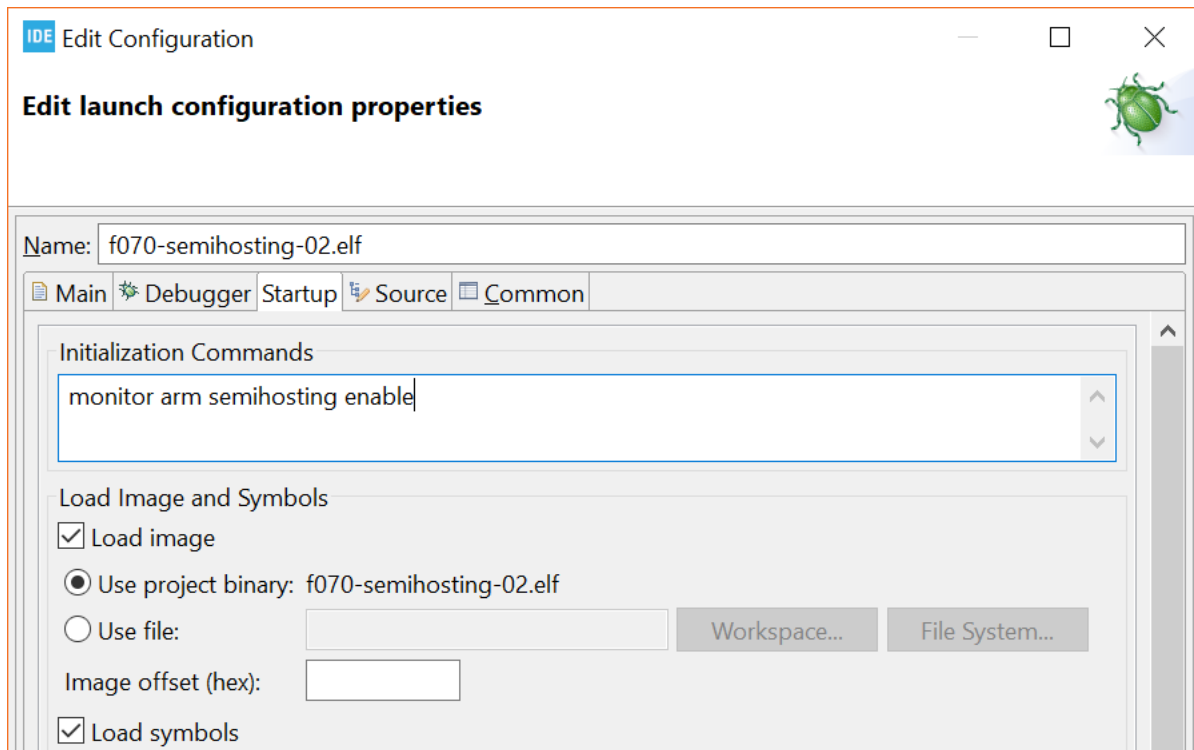 IDE Edit Configuration
Edit launch configuration properties
Name: f070-semihosting-02.elf
Main Debugger Startup Source Common
Initialization Commands
monitor arm semihosting enable
Load Image and Symbols
Load image
Use project binary: f070-semihosting-02.elf
Use file: Workspace... File System...
Image offset (hex):
Load symbols